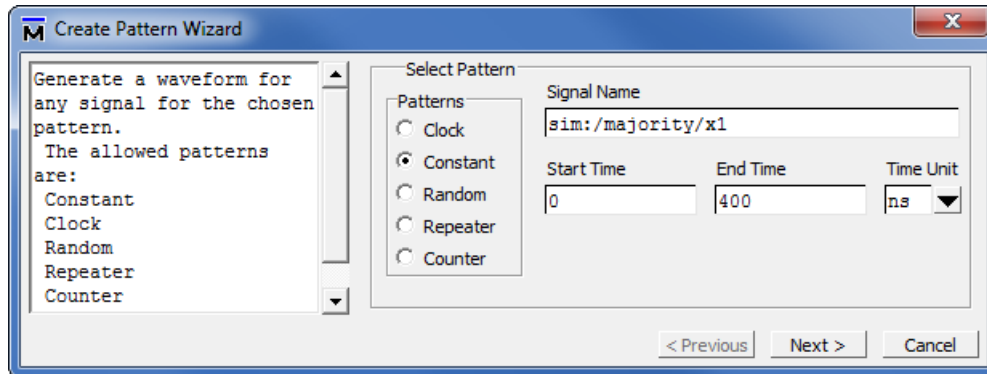 M Create Pattern Wizard
x
Generate a waveform for
any signal for the chosen
pattern.
The allowed patterns
are:
Constant
Clock
Random
Repeater
Counter
Select Pattern
Patterns
Clock
Constant
Random
Repeater
Counter
Signal Name
sim:/majority/x1
Start Time End Time Time Unit
0 400 ns
< Previous Next > Cancel